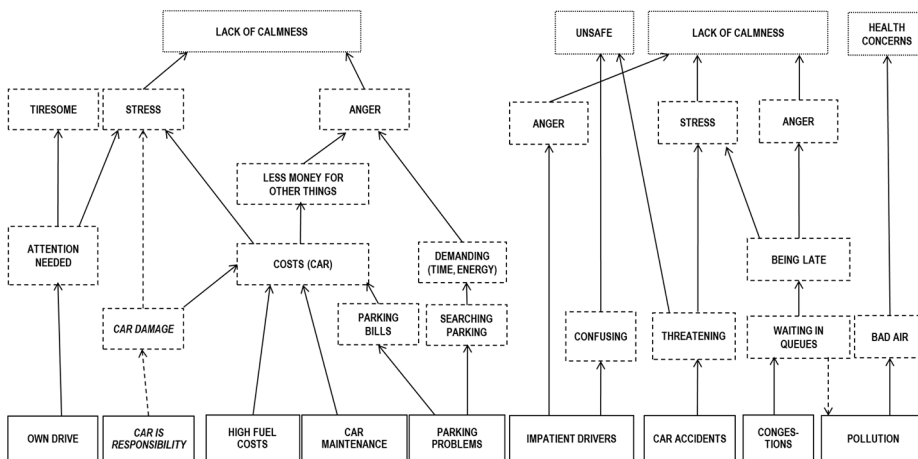 LACK OF CALMNESS
UNSAFE
LACK OF CALMNESS
HEALTH
CONCERNS
TIRESOME
STRESS
ANGER
ANGER
STRESS
ANGER
LESS MONEY FOR
OTHER THINGS
ATTENTION
NEEDED
COSTS (CAR)
DEMANDING
(TIME, ENERGY)
BEING LATE
CAR DAMAGE
PARKING
BILLS
SEARCHING
PARKING
CONFUSING
THREATENING
WAITING IN
QUEUES
BAD AIR
OWN DRIVE
CAR IS
RESPONSIBILITY
HIGH FUEL
COSTS
CAR
MAINTENANCE
PARKING
PROBLEMS
IMPATIENT DRIVERS
CAR ACCIDENTS
CONGES-
TIONS
POLLUTION